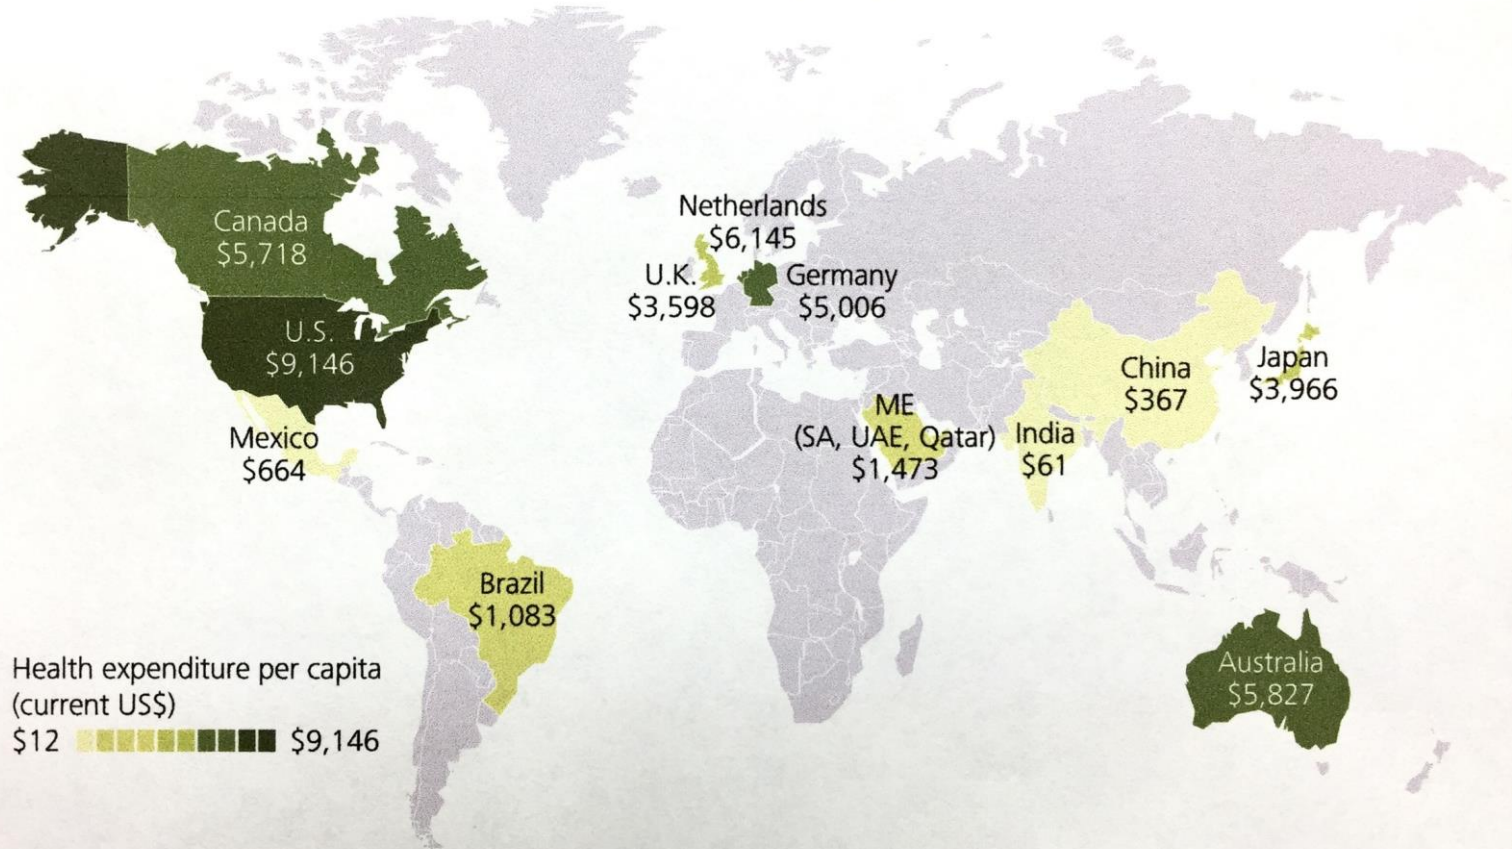 Canada
$5,718
U.S.
$9,146
Mexico
$664
Brazil
$1,083
Netherlands
$6,145
U.K.
$3,598
Germany
$5,006
ME
(SA, UAE, Qatar)
$1,473
India
$61
China
$367
Japan
$3,966
Australia
$5,827
Health expenditure per capita
(current US$)
$12 $9,146